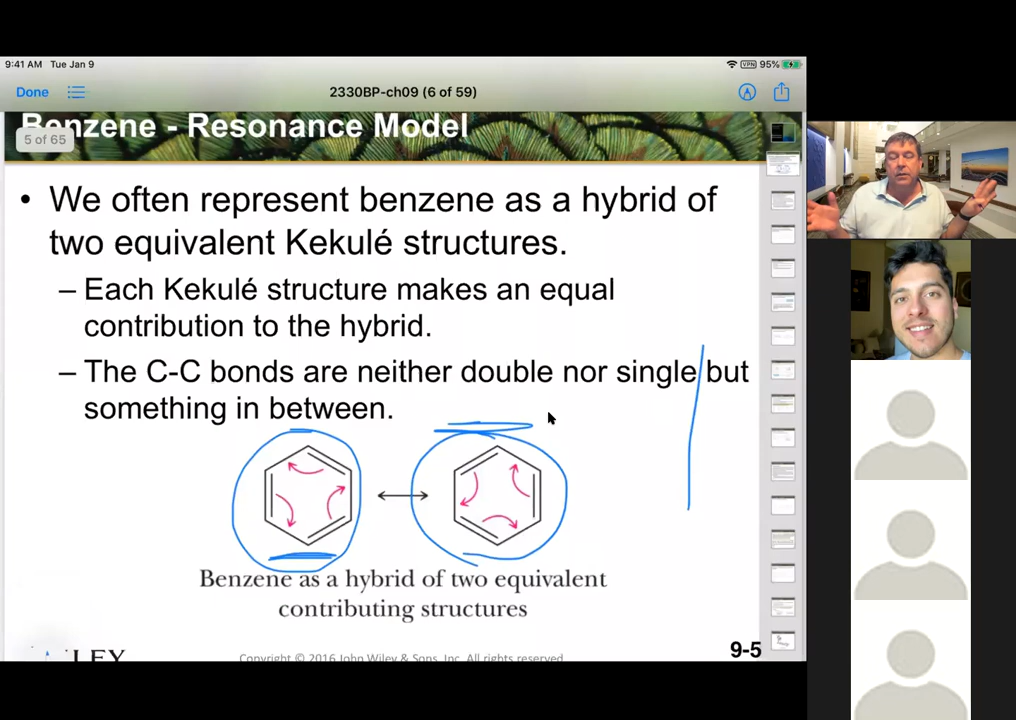 9:41 AM Tue Jan 9
VPN 95%
Done
2330BP-ch09 (6 of 59)
Benzene - Resonance Model
5 of 65
• We often represent benzene as a hybrid of
two equivalent Kekulé structures.
– Each Kekulé structure makes an equal
contribution to the hybrid.
– The C-C bonds are neither double nor single but
something in between.
Benzene as a hybrid of two equivalent
contributing structures
Copyright © 2016 John Wiley & Sons, Inc. All rights reserved.
9-5